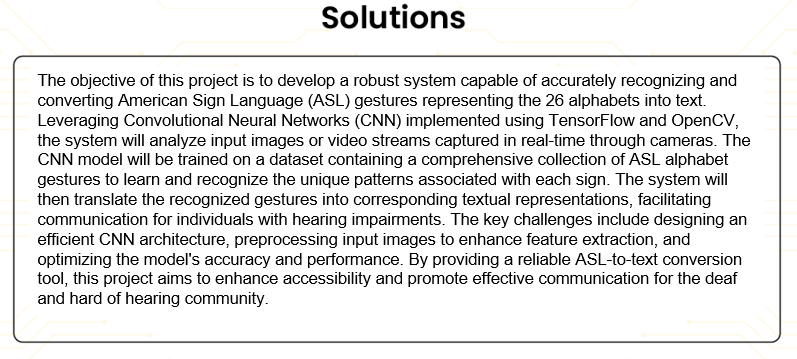 Solutions
The objective of this project is to develop a robust system capable of accurately recognizing and
converting American Sign Language (ASL) gestures representing the 26 alphabets into text.
Leveraging Convolutional Neural Networks (CNN) implemented using TensorFlow and OpenCV,
the system will analyze input images or video streams captured in real-time through cameras. The
CNN model will be trained on a dataset containing a comprehensive collection of ASL alphabet
gestures to learn and recognize the unique patterns associated with each sign. The system will
then translate the recognized gestures into corresponding textual representations, facilitating
communication for individuals with hearing impairments. The key challenges include designing an
efficient CNN architecture, preprocessing input images to enhance feature extraction, and
optimizing the model's accuracy and performance. By providing a reliable ASL-to-text conversion
tool, this project aims to enhance accessibility and promote effective communication for the deaf
and hard of hearing community.